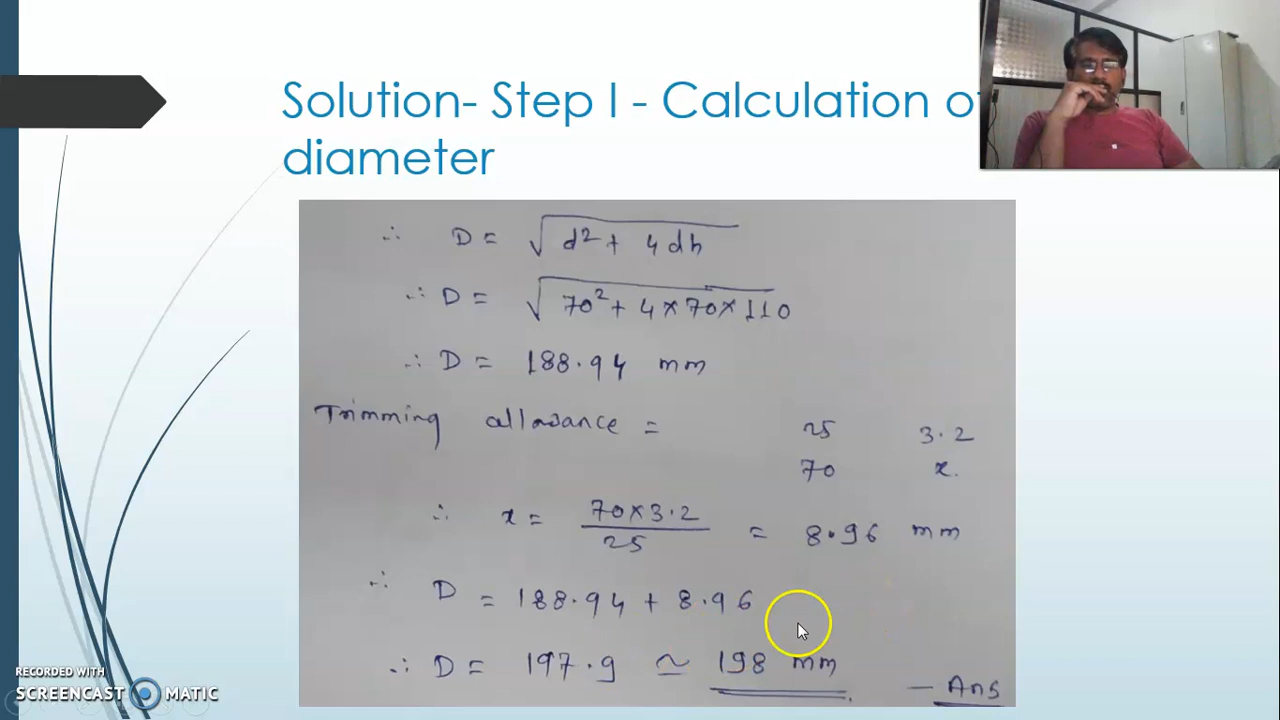 Solution- Step I - Calculation o
diameter
∴ D = √(d² + 4dh)
∴ D = √(70² + 4×70×110)
∴ D = 188.94 mm
Trimming allowance = 25 3.2
70 x.
∴ x = 70×3.2 / 25 = 8.96 mm
∴ D = 188.94 + 8.96
∴ D = 197.9 ≃ 198 mm. - Ans
RECORDED WITH
SCREENCAST MATIC